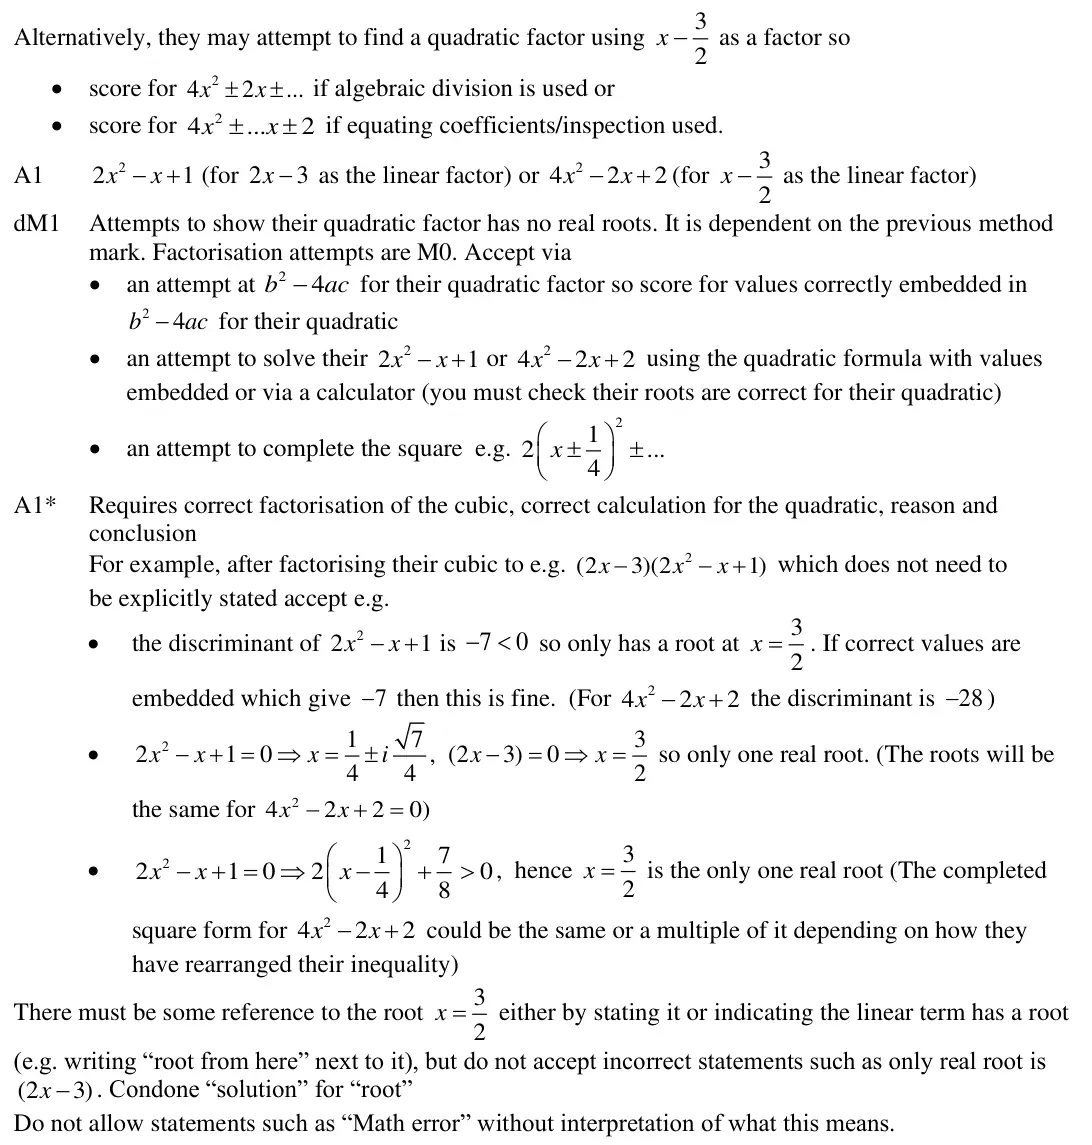 Alternatively, they may attempt to find a quadratic factor using x − 3/2 as a factor so
• score for 4x² ± 2x ± ... if algebraic division is used or
• score for 4x² ± ...x ± 2 if equating coefficients/inspection used.
A1 2x² − x + 1 (for 2x − 3 as the linear factor) or 4x² − 2x + 2 (for x − 3/2 as the linear factor)
dM1 Attempts to show their quadratic factor has no real roots. It is dependent on the previous method
mark. Factorisation attempts are M0. Accept via
• an attempt at b² − 4ac for their quadratic factor so score for values correctly embedded in
b² − 4ac for their quadratic
• an attempt to solve their 2x² − x + 1 or 4x² − 2x + 2 using the quadratic formula with values
embedded or via a calculator (you must check their roots are correct for their quadratic)
• an attempt to complete the square e.g. 2(x ± 1/4)² ± ...
A1* Requires correct factorisation of the cubic, correct calculation for the quadratic, reason and
conclusion
For example, after factorising their cubic to e.g. (2x − 3)(2x² − x + 1) which does not need to
be explicitly stated accept e.g.
• the discriminant of 2x² − x + 1 is −7 < 0 so only has a root at x = 3/2. If correct values are
embedded which give −7 then this is fine. (For 4x² − 2x + 2 the discriminant is −28)
• 2x² − x + 1 = 0 ⇒ x = 1/4 ± i √7/4, (2x − 3) = 0 ⇒ x = 3/2 so only one real root. (The roots will be
the same for 4x² − 2x + 2 = 0)
• 2x² − x + 1 = 0 ⇒ 2(x − 1/4)² + 7/8 > 0, hence x = 3/2 is the only one real root (The completed
square form for 4x² − 2x + 2 could be the same or a multiple of it depending on how they
have rearranged their inequality)
There must be some reference to the root x = 3/2 either by stating it or indicating the linear term has a root
(e.g. writing “root from here” next to it), but do not accept incorrect statements such as only real root is
(2x − 3). Condone “solution” for “root”
Do not allow statements such as “Math error” without interpretation of what this means.